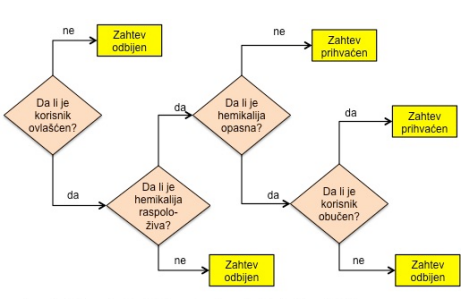 ne
Zahtev
odbijen
Da li je
korisnik
ovlašćen?
da
Da li je
hemikalija
raspolo-
živa?
da
ne
Zahtev
odbijen
Da li je
hemikalija
opasna?
ne
Zahtev
prihvaćen
da
Da li je
korisnik
obučen?
da
Zahtev
prihvaćen
ne
Zahtev
odbijen